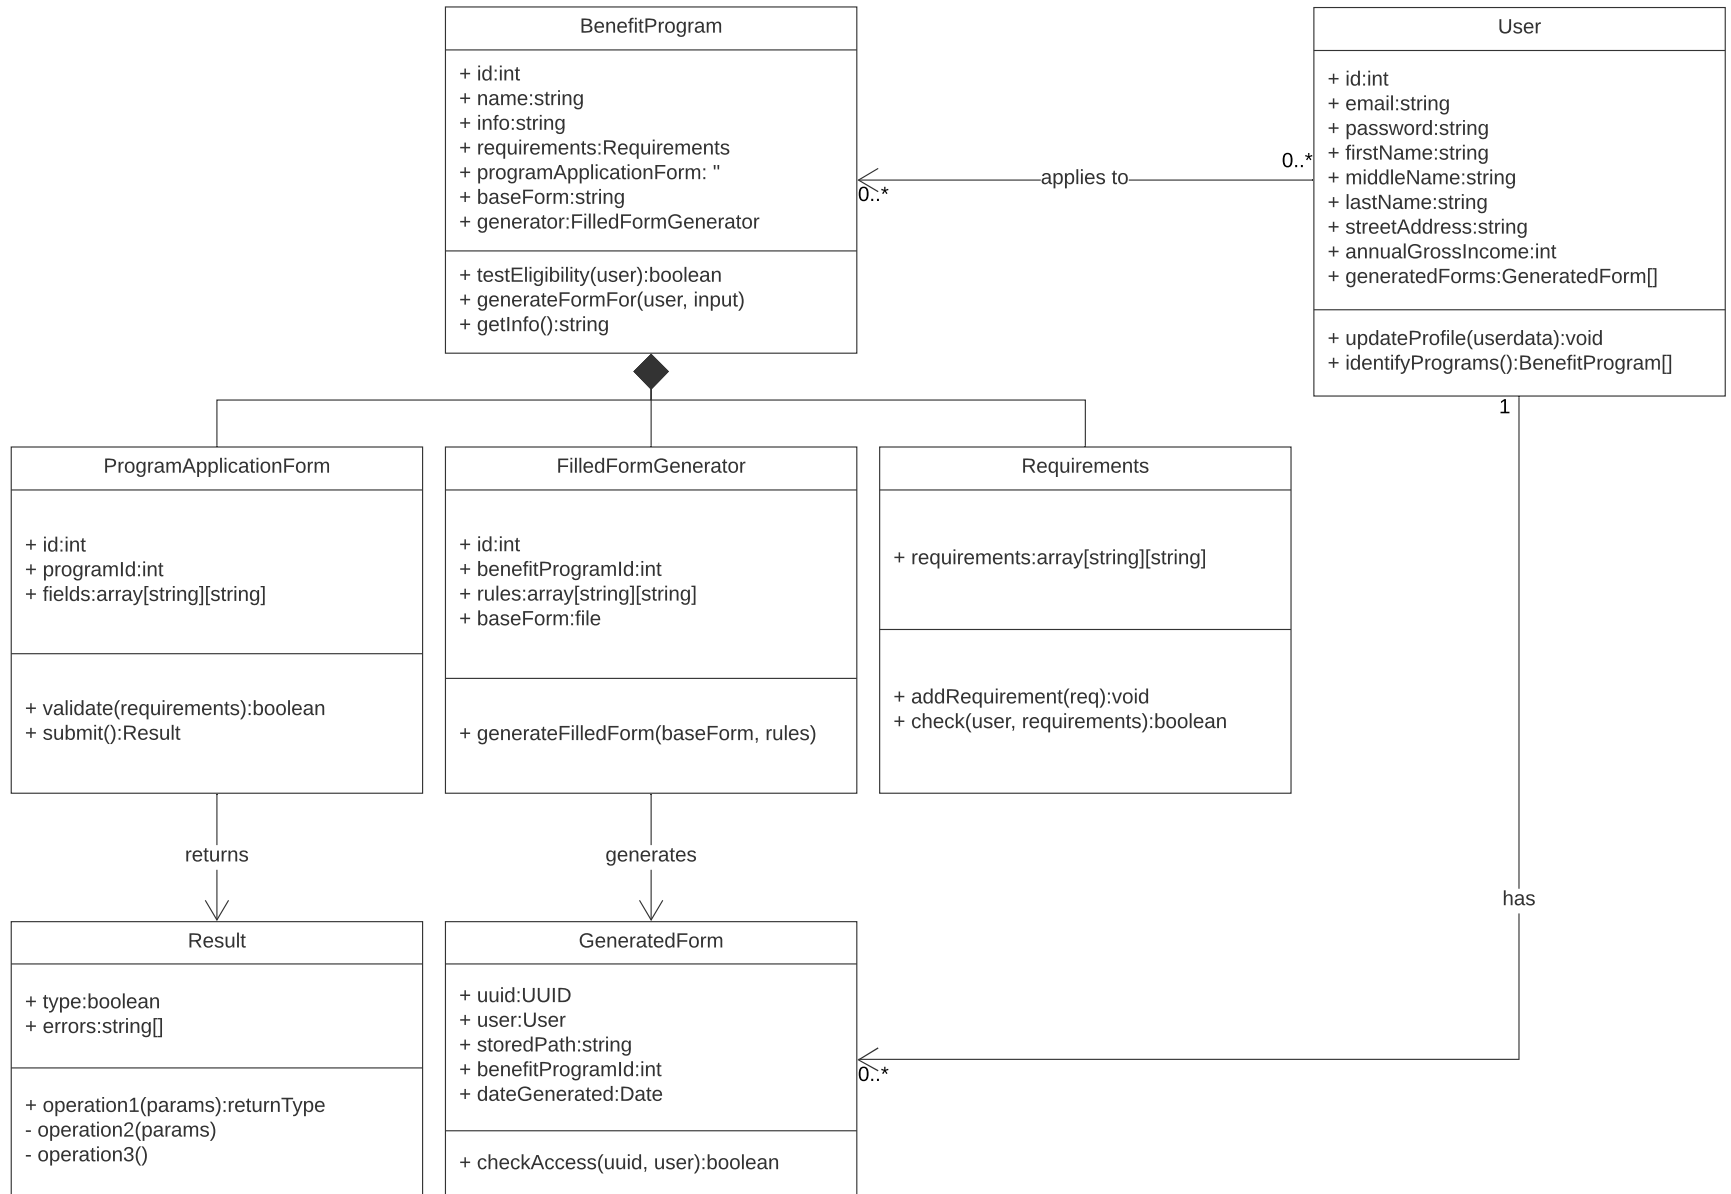 BenefitProgram
+ id:int
+ name:string
+ info:string
+ requirements:Requirements
+ programApplicationForm: "
+ baseForm:string
+ generator:FilledFormGenerator
+ testEligibility(user):boolean
+ generateFormFor(user, input)
+ getInfo():string
0..*
applies to
0..*
User
+ id:int
+ email:string
+ password:string
+ firstName:string
+ middleName:string
+ lastName:string
+ streetAddress:string
+ annualGrossIncome:int
+ generatedForms:GeneratedForm[]
+ updateProfile(userdata):void
+ identifyPrograms():BenefitProgram[]
1
ProgramApplicationForm
+ id:int
+ programId:int
+ fields:array[string][string]
+ validate(requirements):boolean
+ submit():Result
FilledFormGenerator
+ id:int
+ benefitProgramId:int
+ rules:array[string][string]
+ baseForm:file
+ generateFilledForm(baseForm, rules)
Requirements
+ requirements:array[string][string]
+ addRequirement(req):void
+ check(user, requirements):boolean
returns
generates
has
Result
+ type:boolean
+ errors:string[]
+ operation1(params):returnType
- operation2(params)
- operation3()
GeneratedForm
+ uuid:UUID
+ user:User
+ storedPath:string
+ benefitProgramId:int
+ dateGenerated:Date
+ checkAccess(uuid, user):boolean
0..*